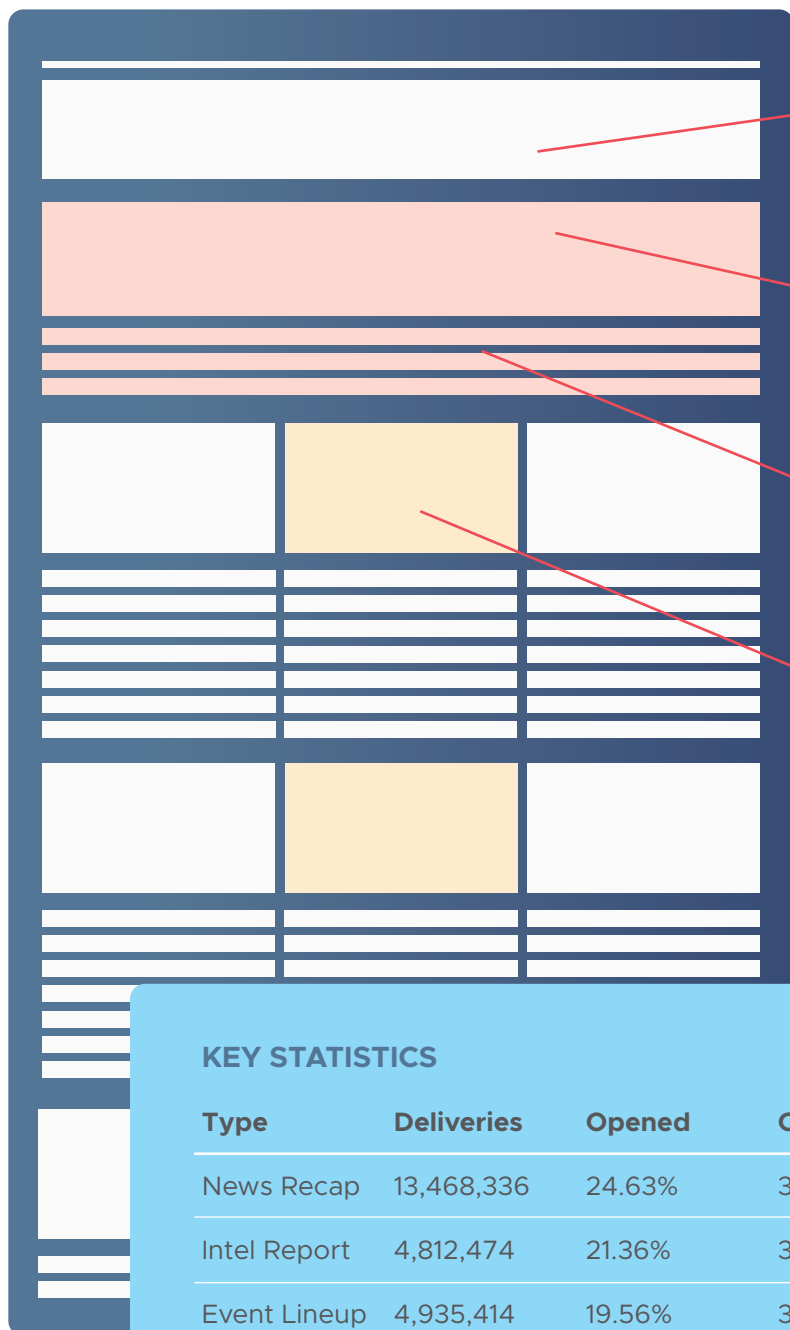 KEY STATISTICS
Type Deliveries Opened
News Recap 13,468,336 24.63%
Intel Report 4,812,474 21.36%
Event Lineup 4,935,414 19.56%